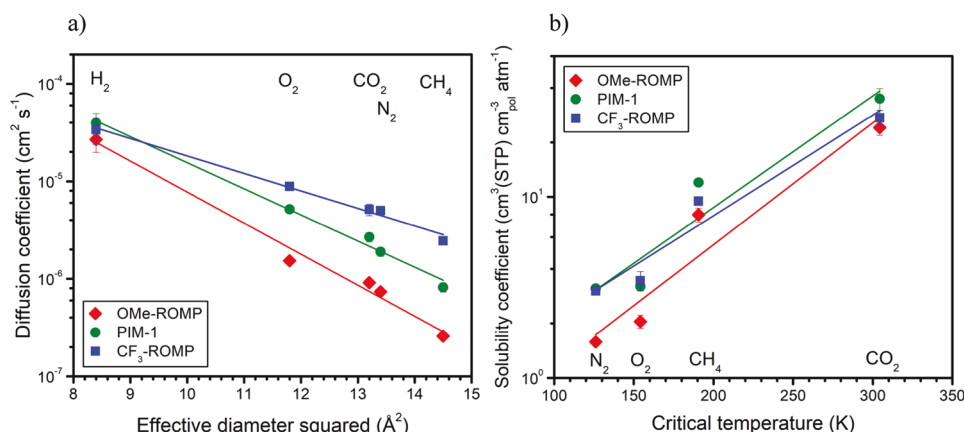 a)
Diffusion coefficient (cm² s⁻¹)
10⁻⁴
10⁻⁵
10⁻⁶
10⁻⁷
H₂
O₂
CO₂
N₂
CH₄
OMe-ROMP
PIM-1
CF₃-ROMP
8 9 10 11 12 13 14 15
Effective diameter squared (Å²)
b)
Solubility coefficient (cm³(STP) cm⁻³pol atm⁻¹)
10¹
10⁰
OMe-ROMP
PIM-1
CF₃-ROMP
N₂ O₂ CH₄ CO₂
100 150 200 250 300 350
Critical temperature (K)